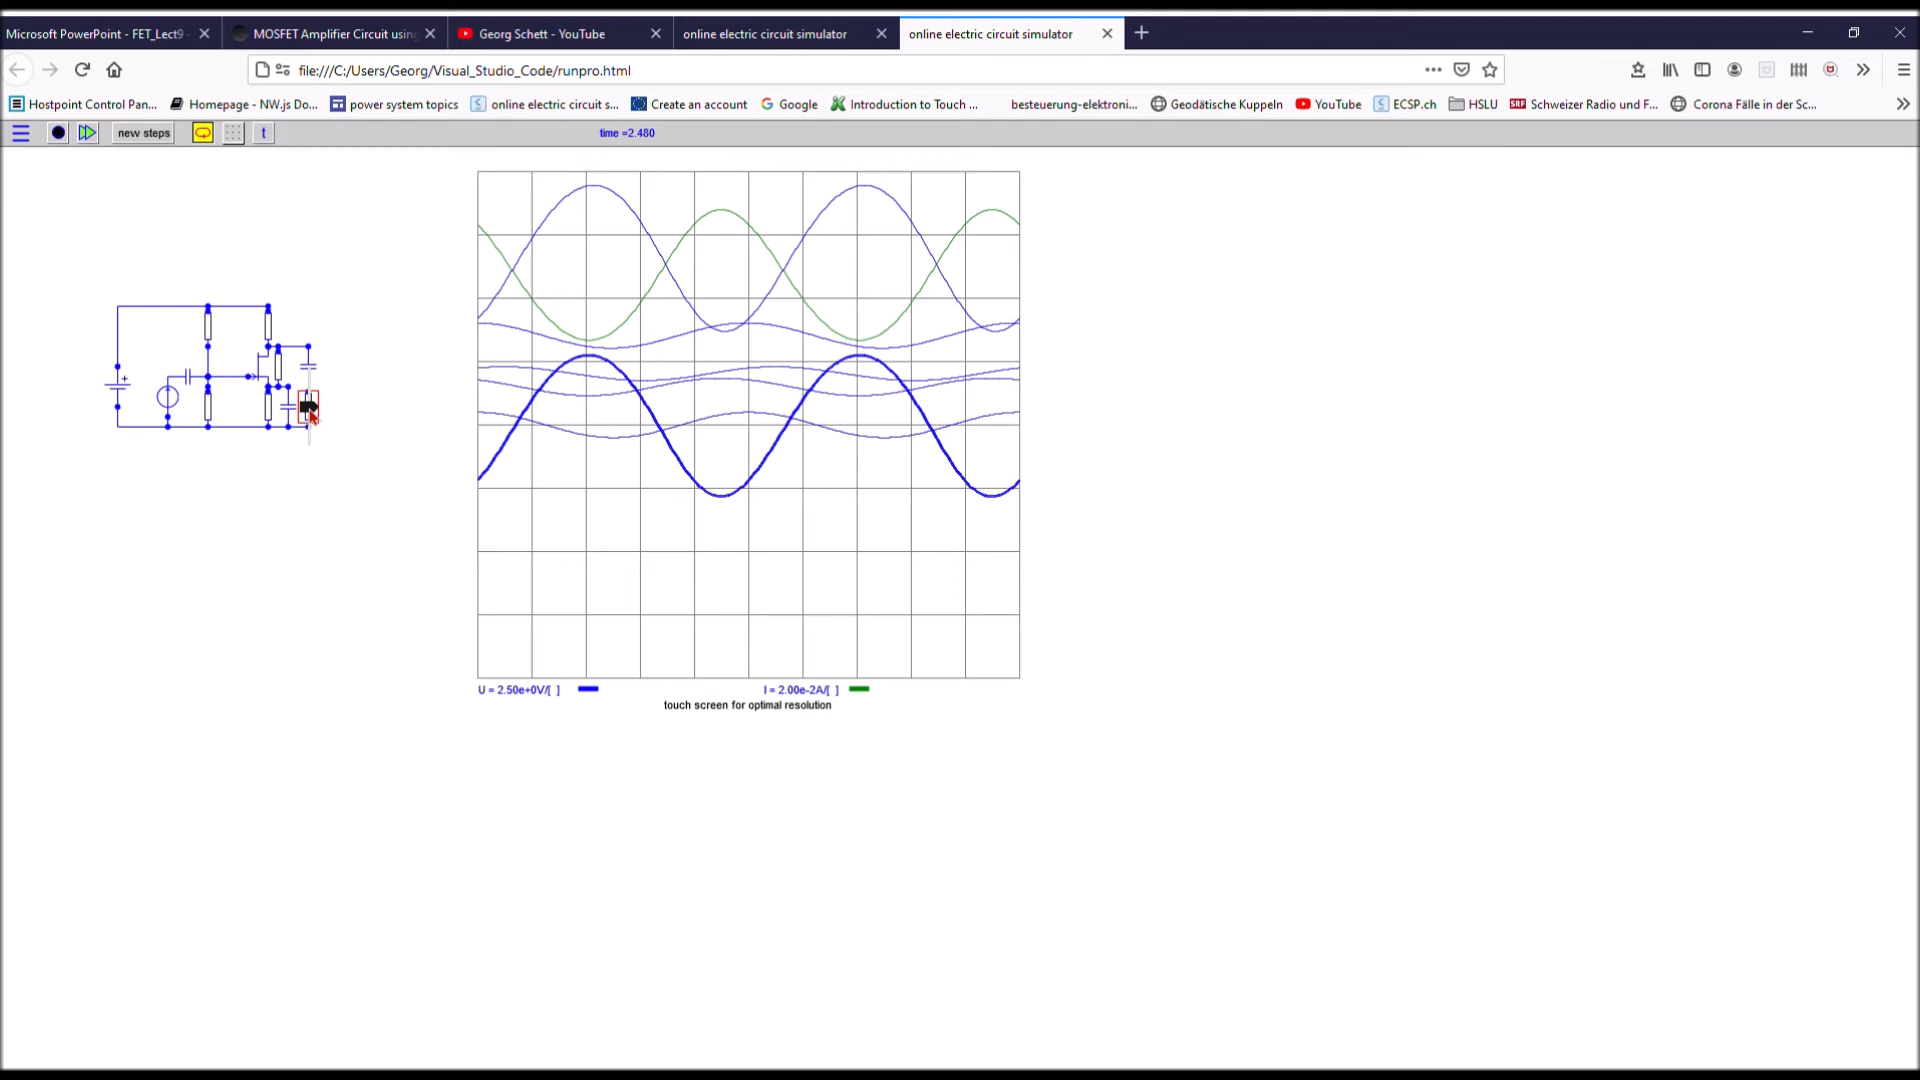 Microsoft PowerPoint - FET_Lect9 - MOSFET Amplifier Circuit using Georg Schett - YouTube online electric circuit simulator online electric circuit simulator
file:///C:/Users/Georg/Visual_Studio_Code/runpro.html
Hostpoint Control Pan... Homepage - NW.js Do... power system topics online electric circuit s... Create an account Google Introduction to Touch ... besteuerung-elektroni... Geodätische Kuppeln YouTube ECSP.ch HSLU SRF Schweizer Radio und F... Corona Fälle in der Sc...
new steps t time =2.480
U = 2.50e+0V/[ ] I = 2.00e-2A/[ ]
touch screen for optimal resolution